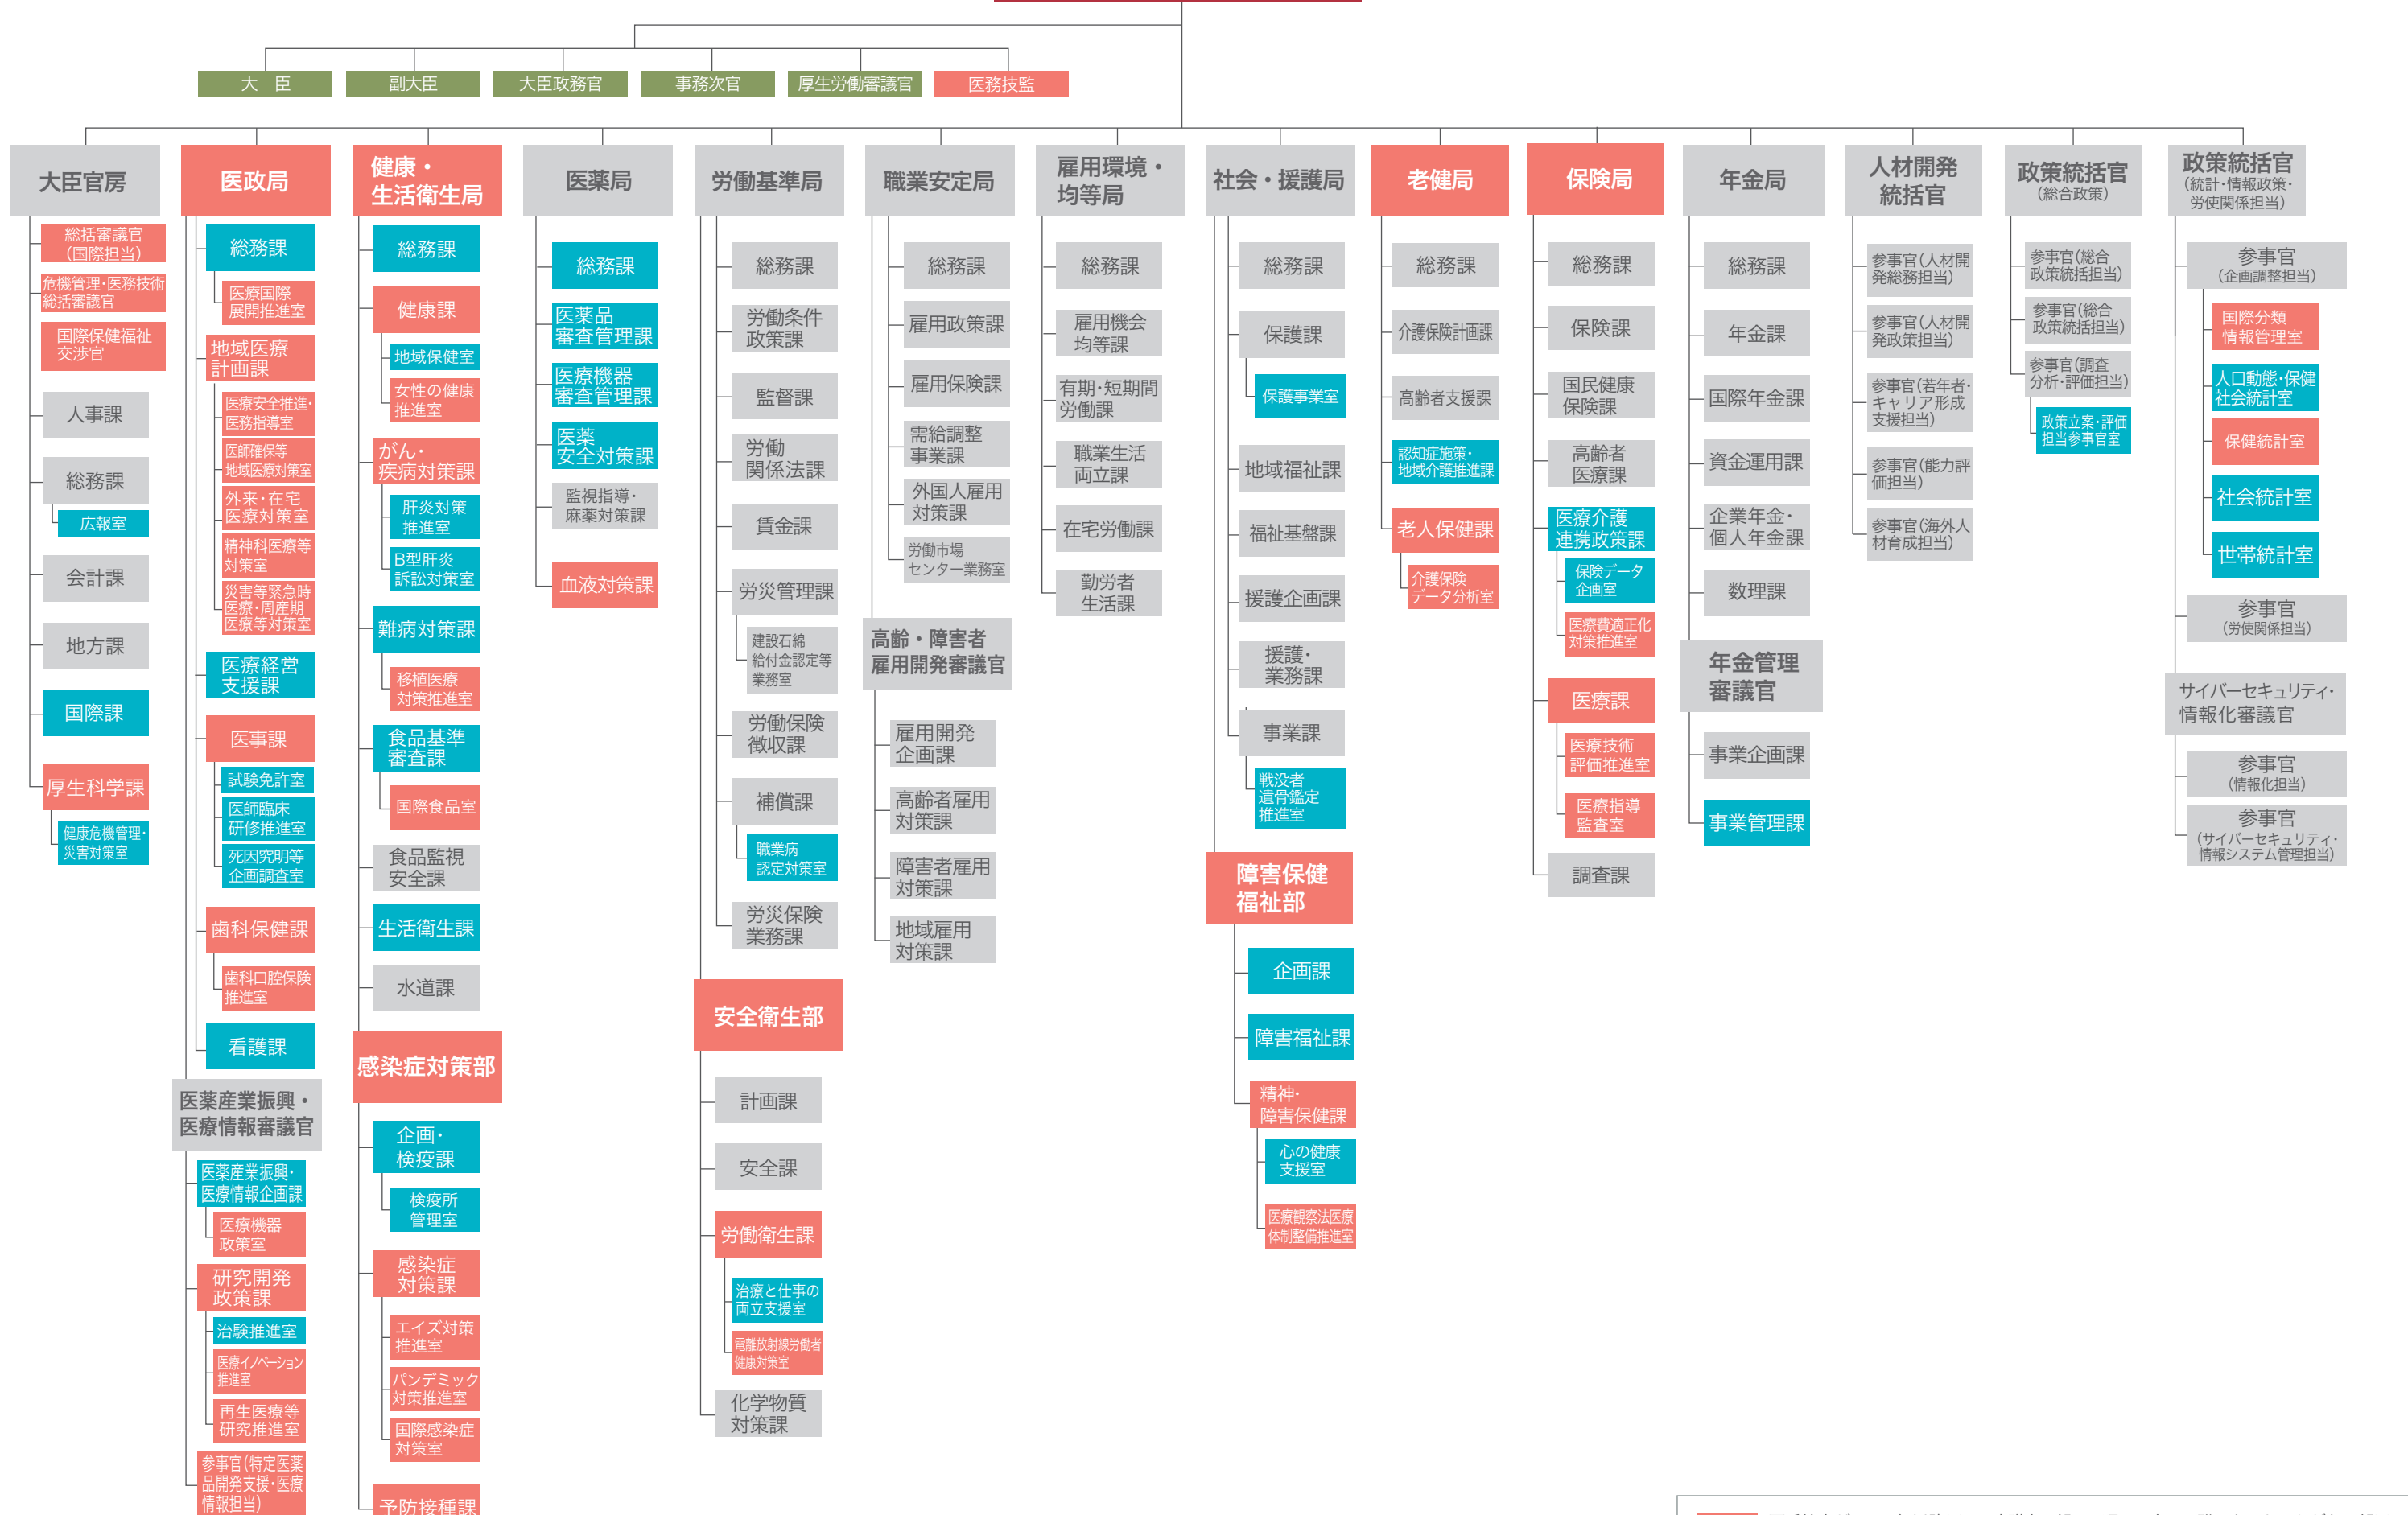 大　臣
副大臣
大臣政務官
事務次官
厚生労働審議官
医務技監
大臣官房
総括審議官
（国際担当）
危機管理・医務技術
総括審議官
国際保健福祉
交渉官
人事課
総務課
広報室
会計課
地方課
国際課
厚生科学課
健康危機管理・
災害対策室
医政局
総務課
医療国際
展開推進室
地域医療
計画課
医療安全推進・
医務指導室
医師確保等
地域医療対策室
外来・在宅
医療対策室
精神科医療等
対策室
災害等緊急時
医療・周産期
医療等対策室
医療経営
支援課
医事課
試験免許室
医師臨床
研修推進室
死因究明等
企画調査室
歯科保健課
歯科口腔保険
推進室
看護課
医薬産業振興・
医療情報審議官
医薬産業振興・
医療情報企画課
医療機器
政策室
研究開発
政策課
治験推進室
医療イノベーション
推進室
再生医療等
研究推進室
参事官（特定医薬
品開発支援・医療
情報担当）
健康・
生活衛生局
総務課
健康課
地域保健室
女性の健康
推進室
がん・
疾病対策課
肝炎対策
推進室
B型肝炎
訴訟対策室
難病対策課
移植医療
対策推進室
食品基準
審査課
国際食品室
食品監視
安全課
生活衛生課
水道課
感染症対策部
企画・
検疫課
検疫所
管理室
感染症
対策課
エイズ対策
推進室
パンデミック
対策推進室
国際感染症
対策室
予防接種課
医薬局
総務課
医薬品
審査管理課
医療機器
審査管理課
医薬
安全対策課
監視指導・
麻薬対策課
血液対策課
労働基準局
総務課
労働条件
政策課
監督課
労働
関係法課
賃金課
労災管理課
建設石綿
給付金認定等
業務室
労働保険
徴収課
補償課
職業病
認定対策室
労災保険
業務課
安全衛生部
計画課
安全課
労働衛生課
治療と仕事の
両立支援室
電離放射線労働者
健康対策室
化学物質
対策課
職業安定局
総務課
雇用政策課
雇用保険課
需給調整
事業課
外国人雇用
対策課
労働市場
センター業務室
高齢・障害者
雇用開発審議官
雇用開発
企画課
高齢者雇用
対策課
障害者雇用
対策課
地域雇用
対策課
雇用環境・
均等局
総務課
雇用機会
均等課
有期・短期間
労働課
職業生活
両立課
在宅労働課
勤労者
生活課
社会・援護局
総務課
保護課
保護事業室
地域福祉課
福祉基盤課
援護企画課
援護・
業務課
事業課
戦没者
遺骨鑑定
推進室
障害保健
福祉部
企画課
障害福祉課
精神・
障害保健課
心の健康
支援室
医療観察法医療
体制整備推進室
老健局
総務課
介護保険計画課
高齢者支援課
認知症施策・
地域介護推進課
老人保健課
介護保険
データ分析室
保険局
総務課
保険課
国民健康
保険課
高齢者
医療課
医療介護
連携政策課
保険データ
企画室
医療費適正化
対策推進室
医療課
医療技術
評価推進室
医療指導
監査室
調査課
年金局
総務課
年金課
国際年金課
資金運用課
企業年金・
個人年金課
数理課
年金管理
審議官
事業企画課
事業管理課
人材開発
統括官
参事官（人材開
発総務担当）
参事官（人材開
発政策担当）
参事官（若年者・
キャリア形成
支援担当）
参事官（能力評
価担当）
参事官（海外人
材育成担当）
政策統括官
（総合政策）
参事官（総合
政策統括担当）
参事官（総合
政策統括担当）
参事官（調査
分析・評価担当）
政策立案・評価
担当参事官室
政策統括官
（統計・情報政策・
労使関係担当）
参事官
（企画調整担当）
国際分類
情報管理室
人口動態・保健
社会統計室
保健統計室
社会統計室
世帯統計室
参事官
（労使関係担当）
サイバーセキュリティ・
情報化審議官
参事官
（情報化担当）
参事官
（サイバーセキュリティ・
情報システム管理担当）